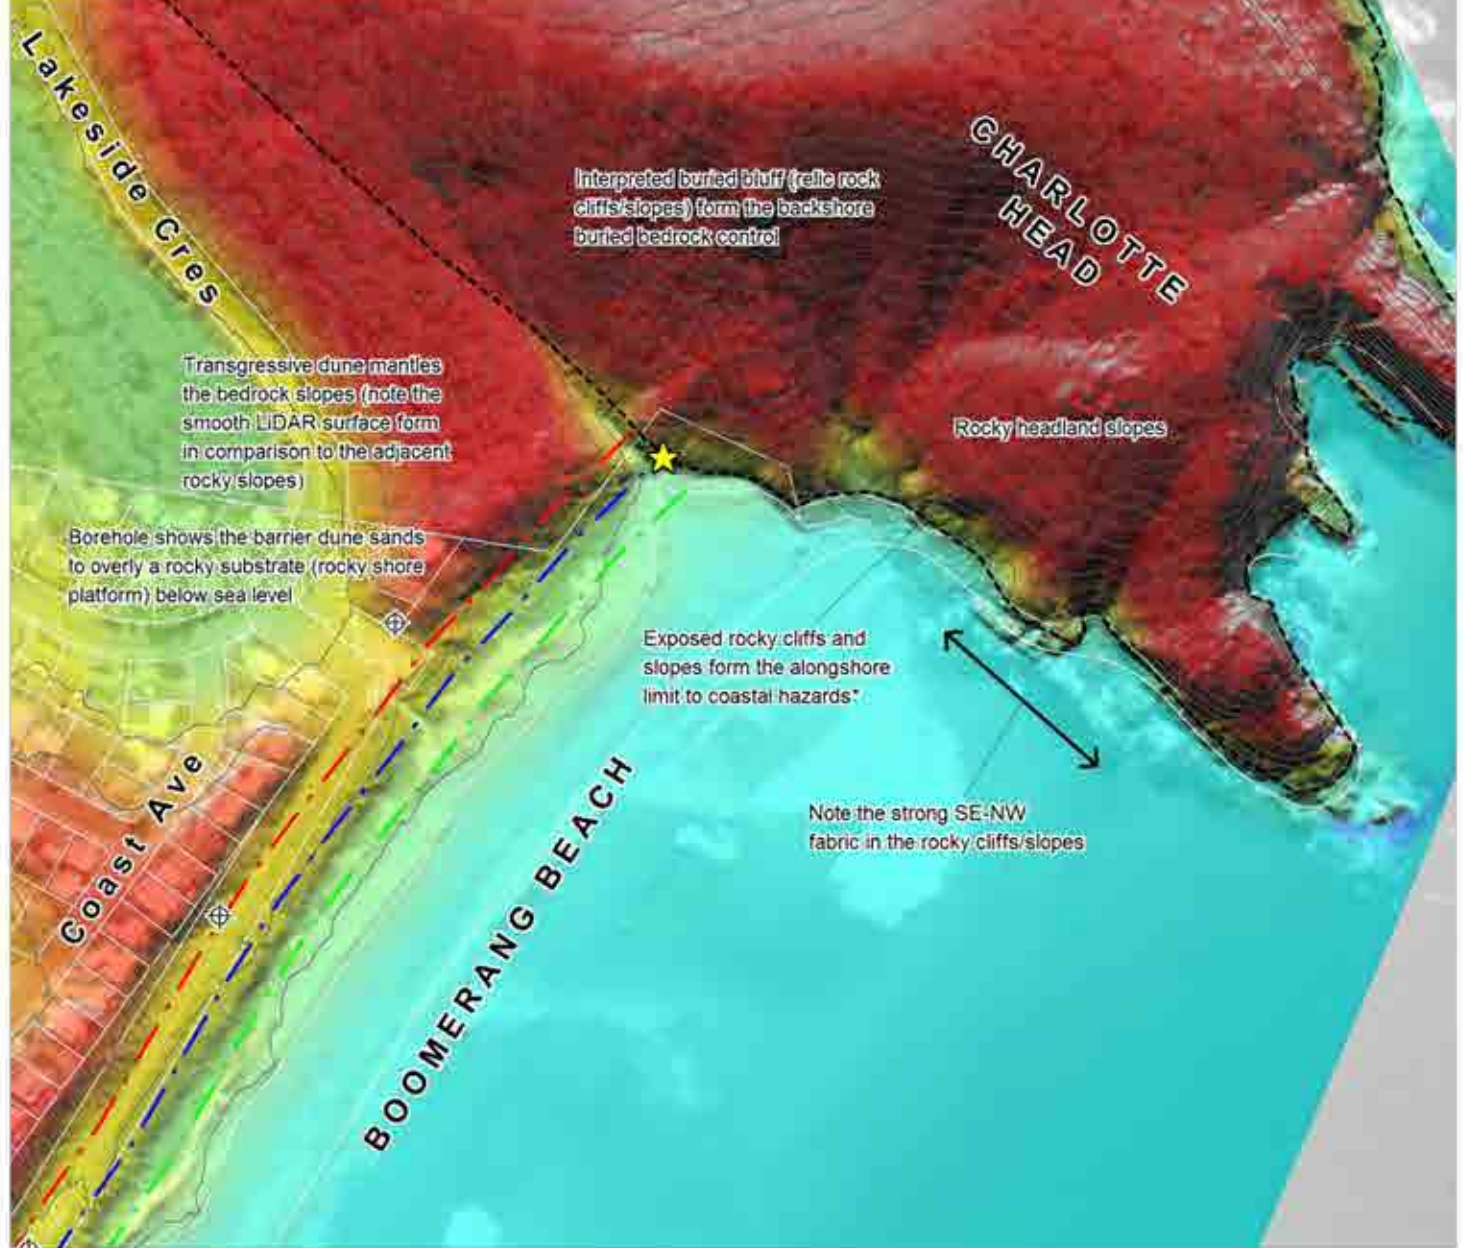 Lakeside Cres
CHARLOTTE
HEAD
Interpreted buried bluff (relic rock
cliffs/slopes) form the backshore
buried bedrock control
Transgressive dune mantles
the bedrock slopes (note the
smooth LiDAR surface form
in comparison to the adjacent
rocky slopes)
Rocky headland slopes
Borehole shows the barrier dune sands
to overly a rocky substrate (rocky shore
platform) below sea level
Exposed rocky cliffs and
slopes form the alongshore
limit to coastal hazards*
Coast Ave
BOOMERANG BEACH
Note the strong SE-NW
fabric in the rocky cliffs/slopes